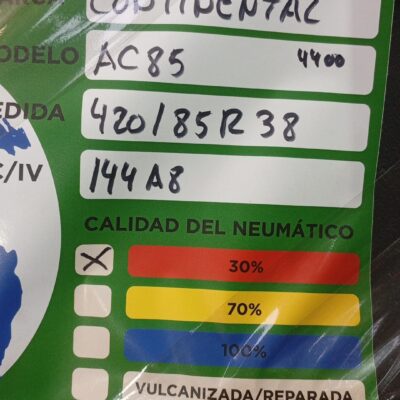 CONTINENTAL
ODELO AC85 4400
EDIDA 420/85R38
C/IV 144A8
CALIDAD DEL NEUMÁTICO
X 30%
70%
100%
VULCANIZADA/REPARADA